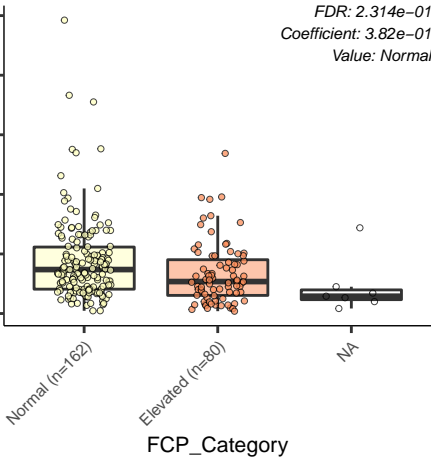 FDR: 2.314e−01
Coefficient: 3.82e−01
Value: Normal
Normal (n=162)
Elevated (n=80)
NA
FCP_Category